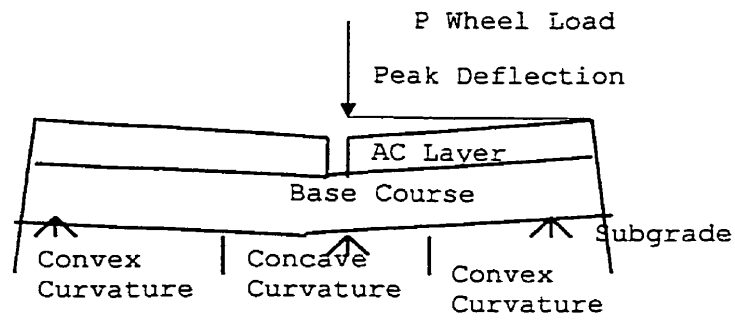 P Wheel Load
Peak Deflection
AC Layer
Base Course
Subgrade
Convex
Curvature
Concave
Curvature
Convex
Curvature